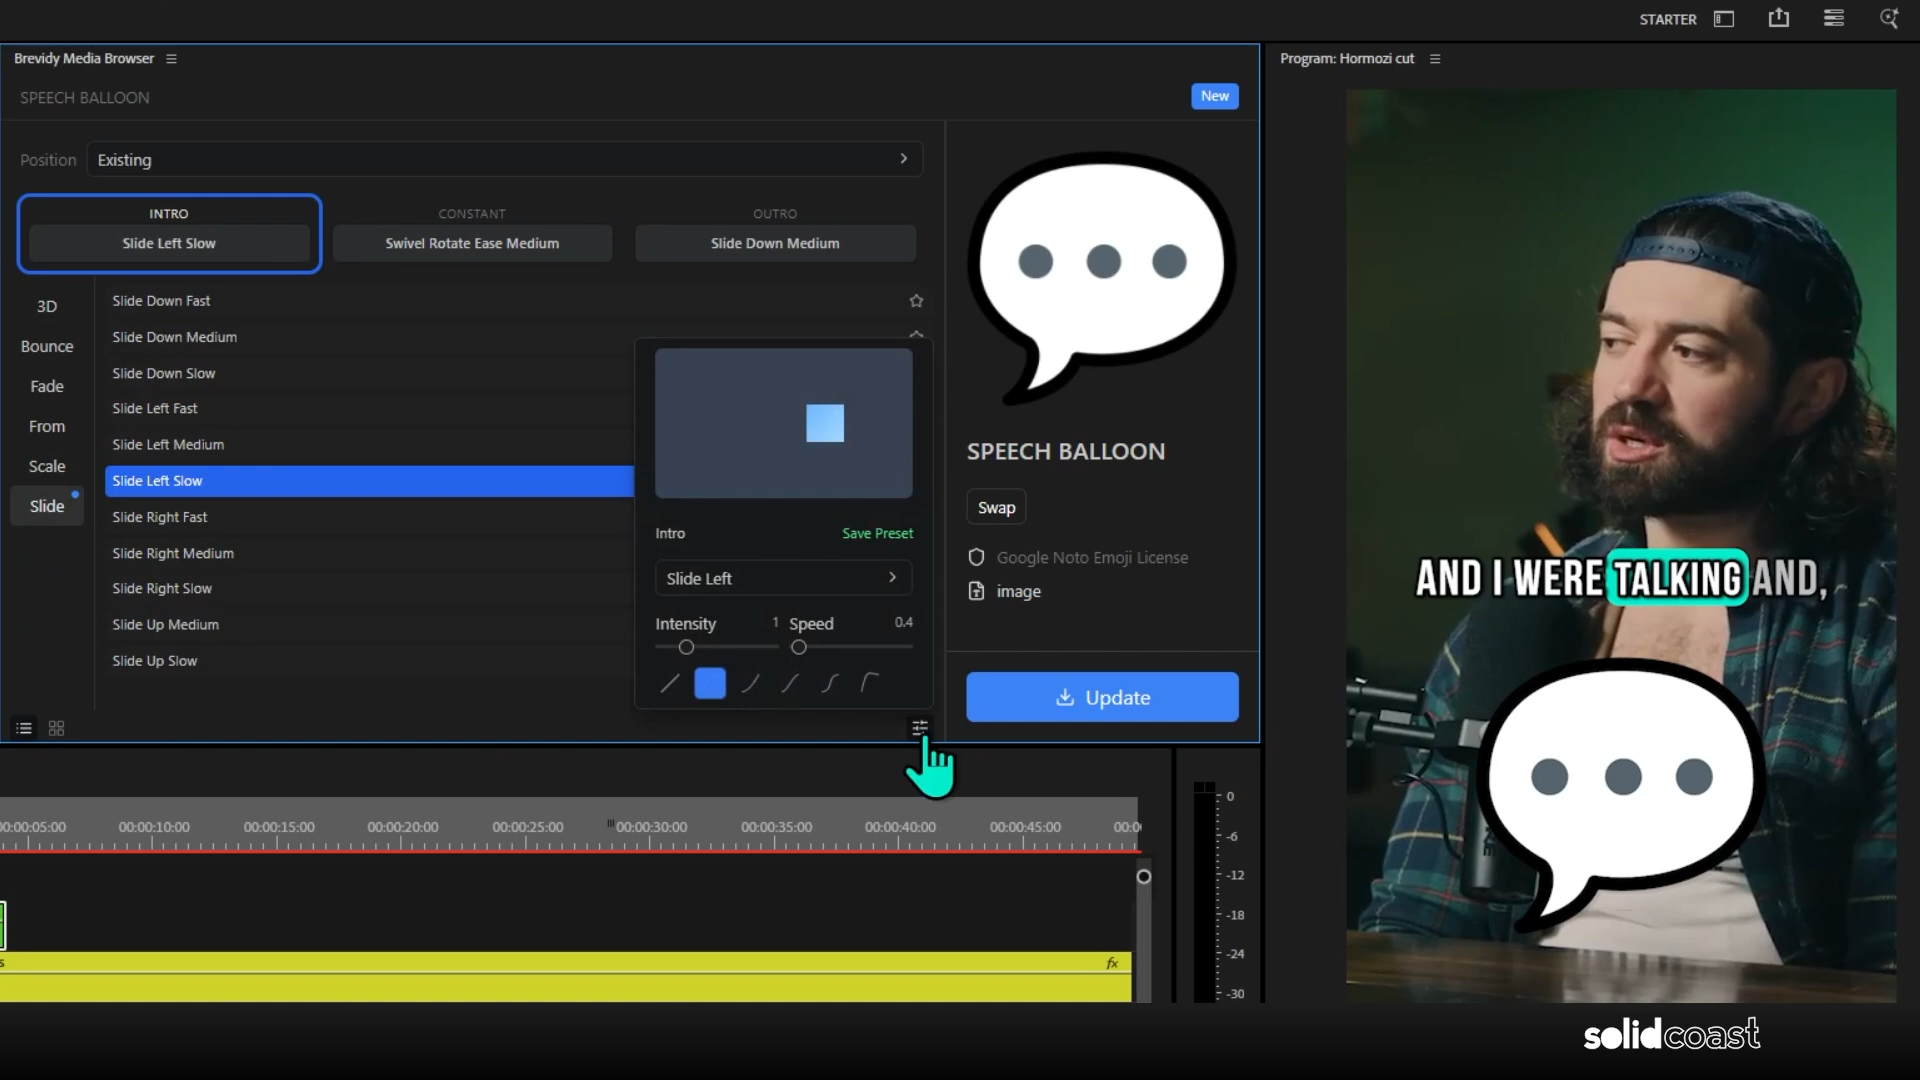 STARTER
Brevidy Media Browser
Program: Hormozi cut
SPEECH BALLOON
New
Position
Existing
INTRO
CONSTANT
OUTRO
Slide Left Slow
Swivel Rotate Ease Medium
Slide Down Medium
3D
Bounce
Fade
From
Scale
Slide
Slide Down Fast
Slide Down Medium
Slide Down Slow
Slide Left Fast
Slide Left Medium
Slide Left Slow
Slide Right Fast
Slide Right Medium
Slide Right Slow
Slide Up Medium
Slide Up Slow
Intro
Save Preset
Slide Left
Intensity 1 Speed 0.4
SPEECH BALLOON
Swap
Google Noto Emoji License
image
Update
AND I WERE TALKING AND,
00:00:05:00 00:00:10:00 00:00:15:00 00:00:20:00 00:00:25:00 00:00:30:00 00:00:35:00 00:00:40:00 00:00:45:00 00:0
s
fx
0
-6
-12
-18
-24
-30
solidcoast